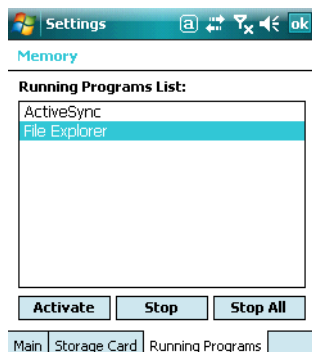 Settings a ok
Memory
Running Programs List:
ActiveSync
File Explorer
Activate Stop Stop All
Main Storage Card Running Programs